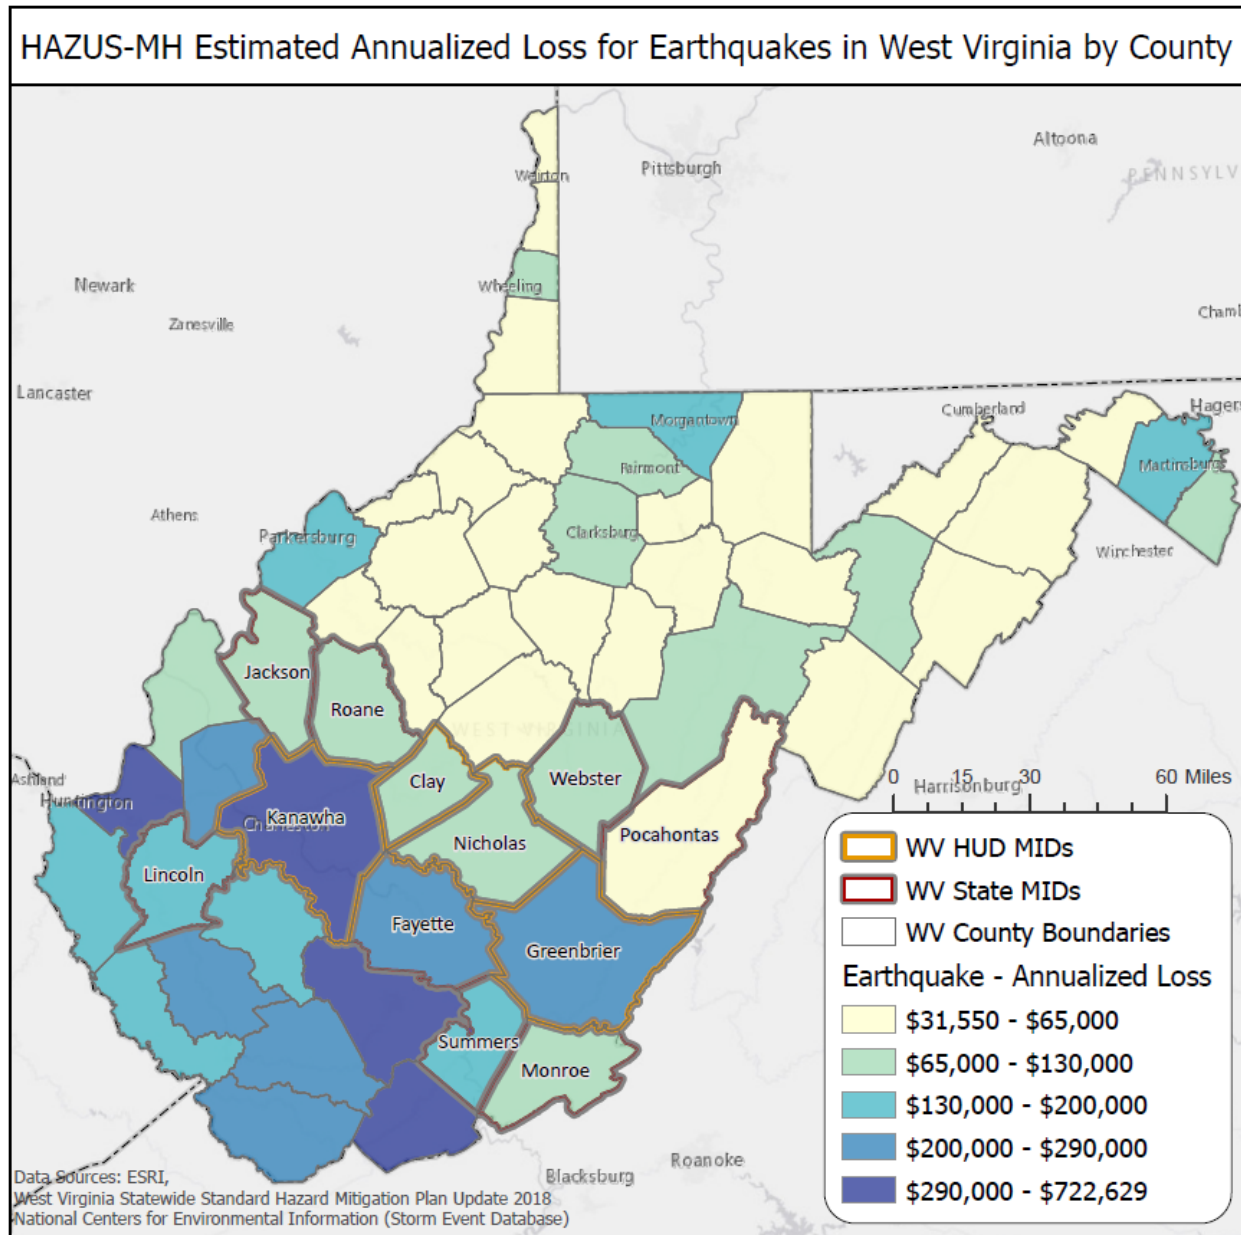 HAZUS-MH Estimated Annualized Loss for Earthquakes in West Virginia by County
Altoona
Pittsburgh
PENNSYLV
Weirton
Newark
Wheeling
Zanesville
Chamb
Lancaster
Cumberland
Hagers
Morgantown
Fairmont
Martinsburg
Athens
Clarksburg
Parkersburg
Winchester
Jackson
Roane
WEST VIRGINIA
Ashland
Clay
Webster
Harrisonburg
0 15 30 60 Miles
Huntington
Kanawha
Charleston
Nicholas
Pocahontas
Lincoln
Fayette
Greenbrier
Summers
Monroe
Roanoke
Blacksburg
WV HUD MIDs
WV State MIDs
WV County Boundaries
Earthquake - Annualized Loss
$31,550 - $65,000
$65,000 - $130,000
$130,000 - $200,000
$200,000 - $290,000
$290,000 - $722,629
Data Sources: ESRI,
West Virginia Statewide Standard Hazard Mitigation Plan Update 2018
National Centers for Environmental Information (Storm Event Database)